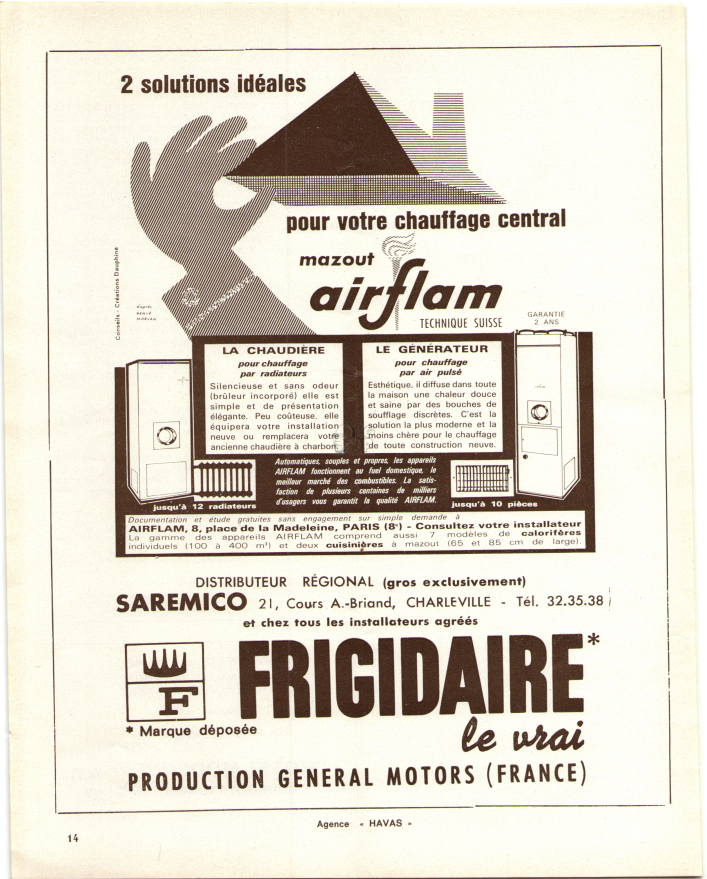 2 solutions idéales
pour votre chauffage central
mazout
airflam
TECHNIQUE SUISSE
GARANTIE
2 ANS
Conseils - Créations Dauphiné
d'après
HERVÉ
MORVAN
LA CHAUDIÈRE
pour chauffage
par radiateurs
Silencieuse et sans odeur
(brûleur incorporé) elle est
simple et de présentation
élégante. Peu coûteuse, elle
équipera votre installation
neuve ou remplacera votre
ancienne chaudière à charbon.
LE GÉNÉRATEUR
pour chauffage
par air pulsé
Esthétique, il diffuse dans toute
la maison une chaleur douce
et saine par des bouches de
soufflage discrètes. C'est la
solution la plus moderne et la
moins chère pour le chauffage
de toute construction neuve.
Automatiques, souples et propres, les appareils
AIRFLAM fonctionnent au fuel domestique, le
meilleur marché des combustibles. La satis-
faction de plusieurs centaines de milliers
d'usagers vous garantit la qualité AIRFLAM.
jusqu'à 12 radiateurs
jusqu'à 10 pièces
Documentation et étude gratuites sans engagement sur simple demande à
AIRFLAM, 8, place de la Madeleine, PARIS (8e) - Consultez votre installateur
La gamme des appareils AIRFLAM comprend aussi 7 modèles de calorifères
individuels (100 à 400 m³) et deux cuisinières à mazout (65 et 85 cm de large).
DISTRIBUTEUR RÉGIONAL (gros exclusivement)
SAREMICO 21, Cours A.-Briand, CHARLEVILLE - Tél. 32.35.38
et chez tous les installateurs agréés
F
FRIGIDAIRE*
* Marque déposée
le vrai
PRODUCTION GENERAL MOTORS (FRANCE)
Agence « HAVAS »
14